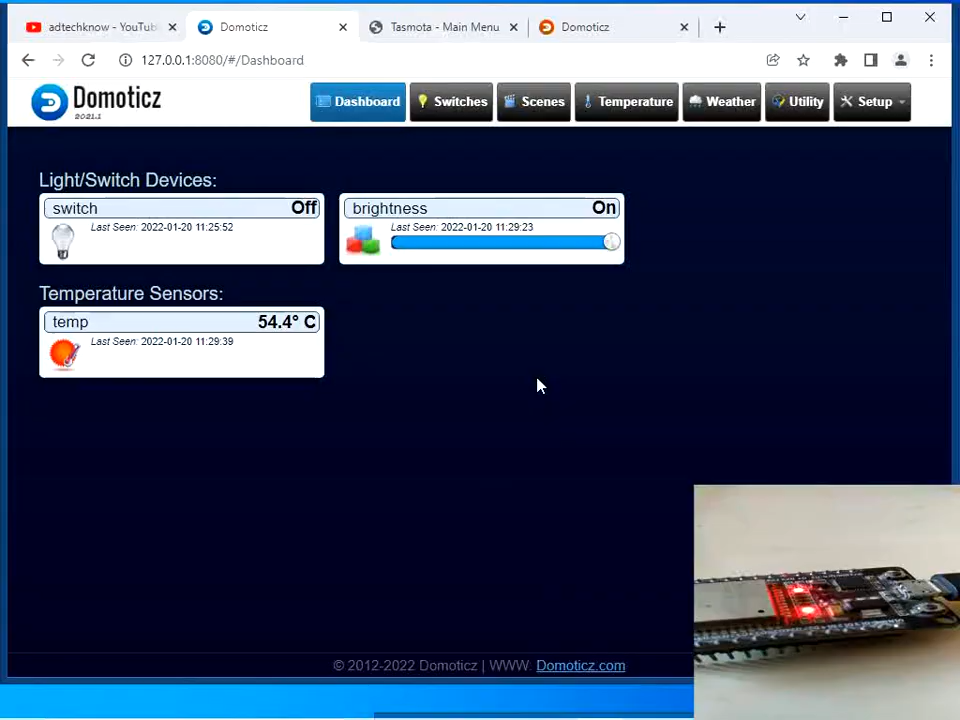 adtechknow - YouTub
Domoticz
Tasmota - Main Menu
Domoticz
127.0.0.1:8080/#/Dashboard
Domoticz
2021.1
Dashboard
Switches
Scenes
Temperature
Weather
Utility
Setup
Light/Switch Devices:
switch Off
Last Seen: 2022-01-20 11:25:52
brightness On
Last Seen: 2022-01-20 11:29:23
Temperature Sensors:
temp 54.4° C
Last Seen: 2022-01-20 11:29:39
© 2012-2022 Domoticz | WWW. Domoticz.com